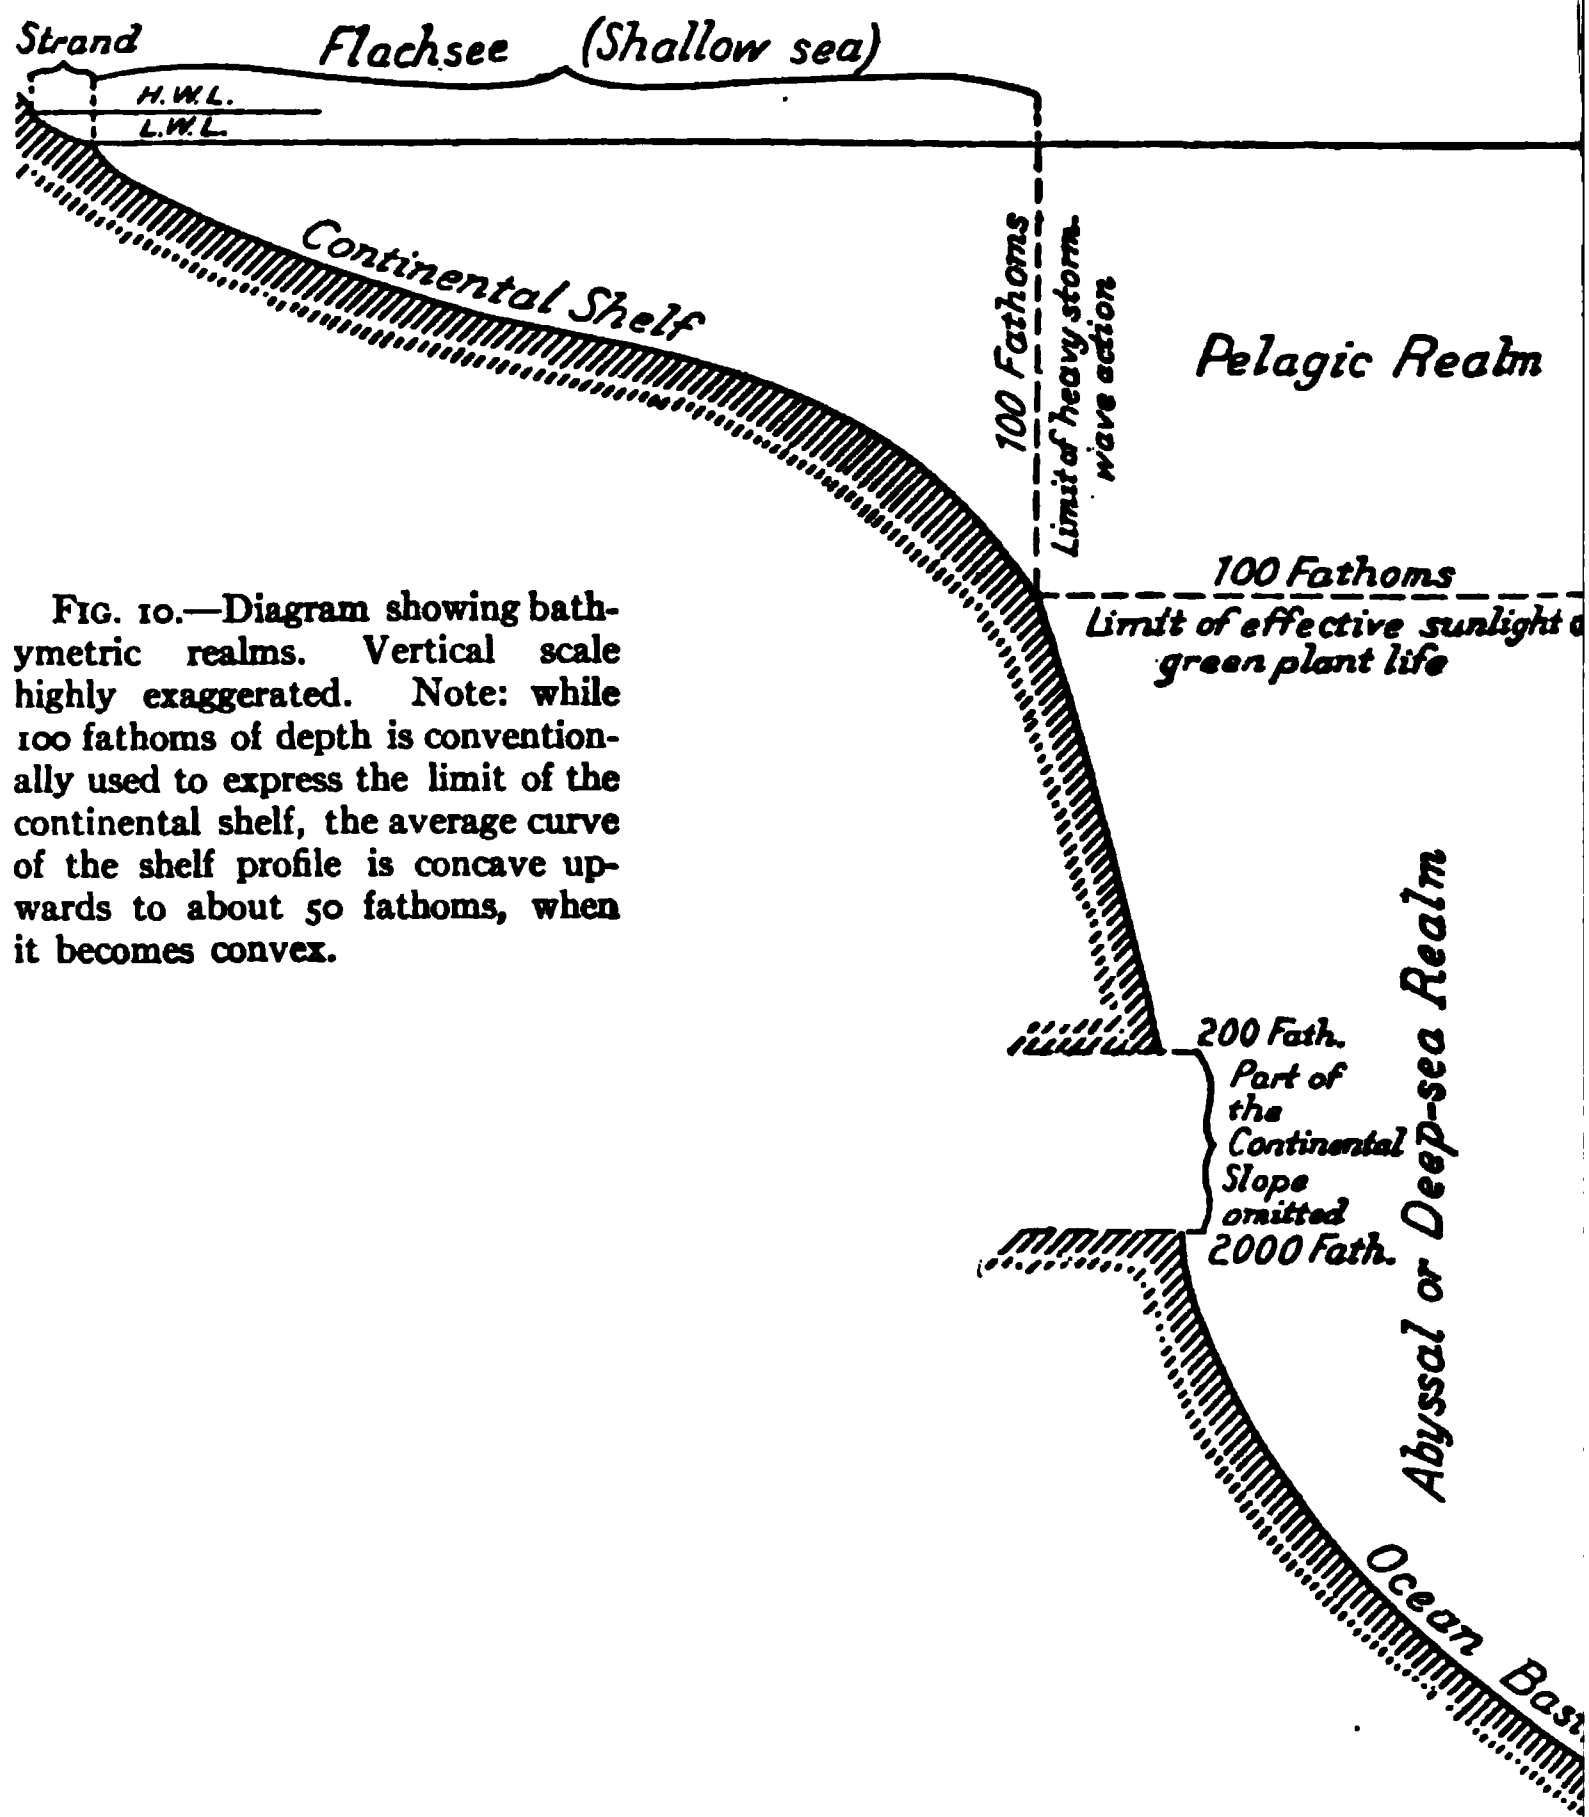 Strand
Flachsee (Shallow sea)
H.W.L.
L.W.L.
Continental Shelf
100 Fathoms
Limit of heavy storm-
wave action
Pelagic Realm
100 Fathoms
Limit of effective sunlight
green plant life
FIG. 10.—Diagram showing bath-
ymetric realms. Vertical scale
highly exaggerated. Note: while
100 fathoms of depth is convention-
ally used to express the limit of the
continental shelf, the average curve
of the shelf profile is concave up-
wards to about 50 fathoms, when
it becomes convex.
200 Fath.
Part of
the
Continental
Slope
omitted
2000 Fath.
Abyssal or Deep-sea Realm
Ocean